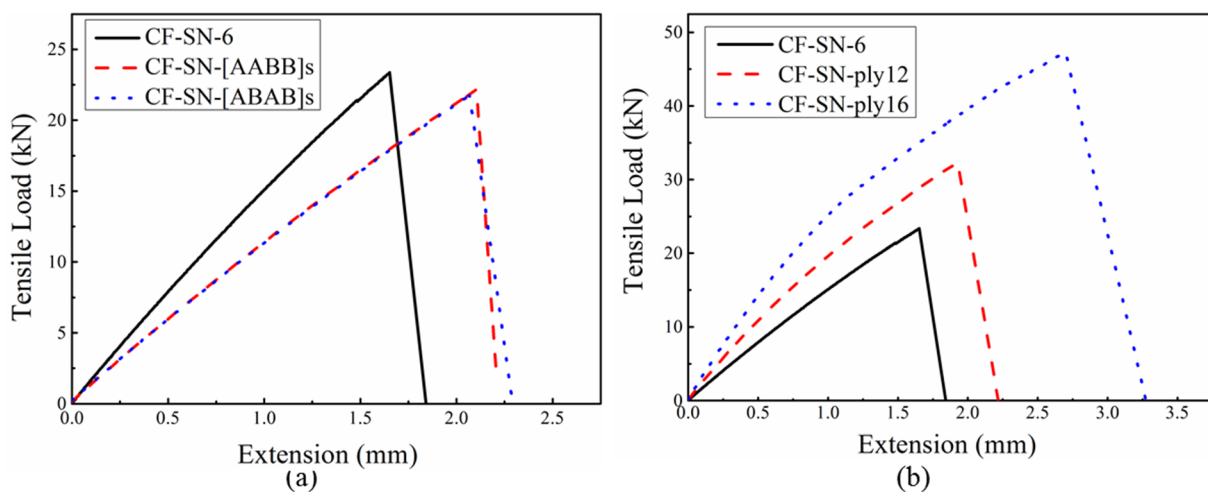 CF-SN-6
CF-SN-[AABB]s
CF-SN-[ABAB]s
Tensile Load (kN)
25
20
15
10
5
0
0.0
0.5
1.0
1.5
2.0
2.5
Extension (mm)
(a)
CF-SN-6
CF-SN-ply12
CF-SN-ply16
Tensile Load (kN)
50
40
30
20
10
0
0.0
0.5
1.0
1.5
2.0
2.5
3.0
3.5
Extension (mm)
(b)